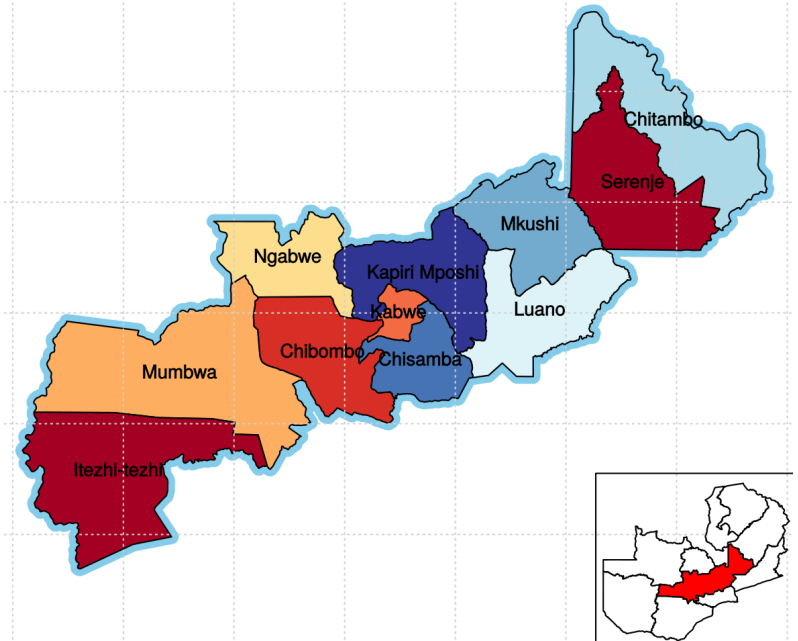 Chitambo
Serenje
Mkushi
Ngabwe
Kapiri Mposhi
Luano
Kabwe
Chibombo
Chisamba
Mumbwa
Itezhi-tezhi